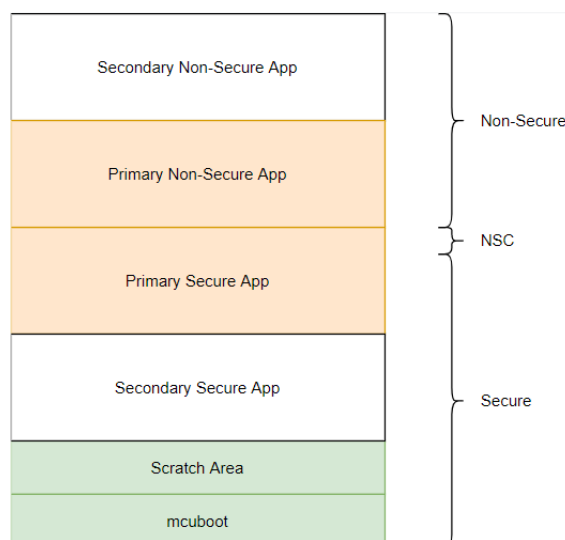 Secondary Non-Secure App
Non-Secure
Primary Non-Secure App
NSC
Primary Secure App
Secondary Secure App
Secure
Scratch Area
mcuboot